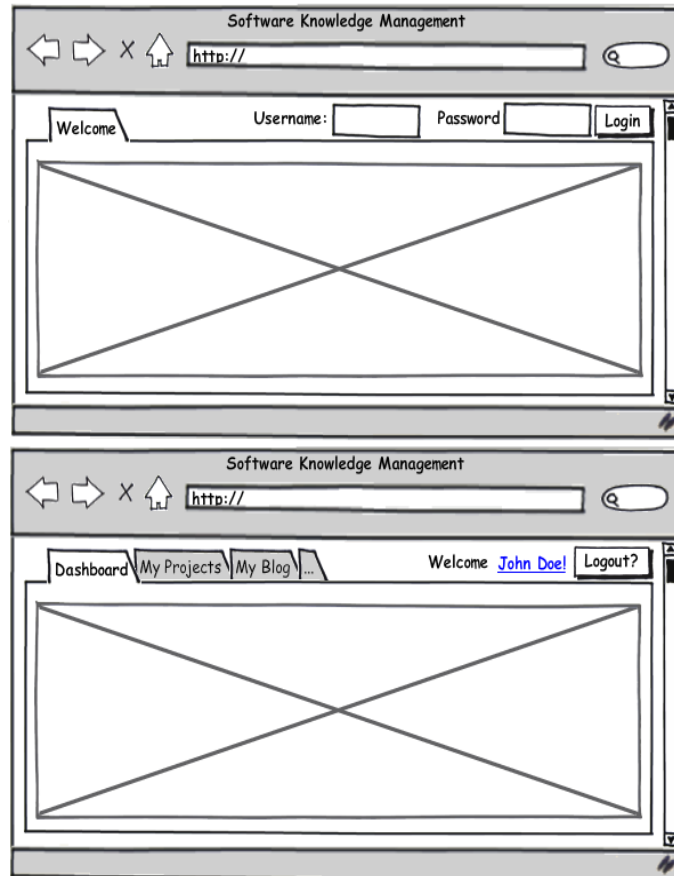 Software Knowledge Management
http://
Welcome Username: Password Login
Software Knowledge Management
http://
Dashboard My Projects My Blog ... Welcome John Doe! Logout?